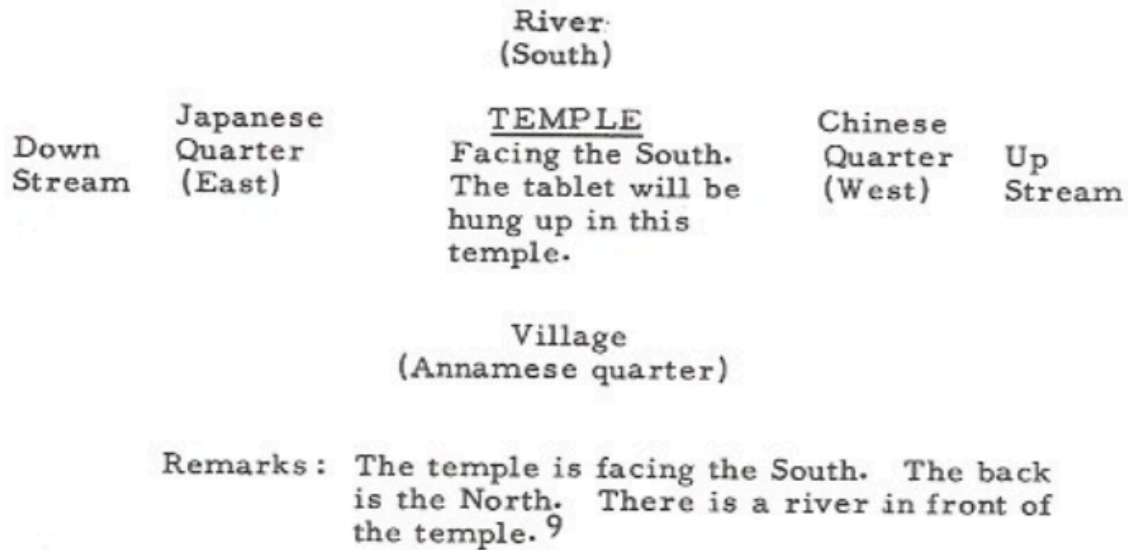 River
(South)
Down
Stream
Japanese
Quarter
(East)
TEMPLE
Facing the South.
The tablet will be
hung up in this
temple.
Chinese
Quarter
(West)
Up
Stream
Village
(Annamese quarter)
Remarks: The temple is facing the South. The back
is the North. There is a river in front of
the temple. 9